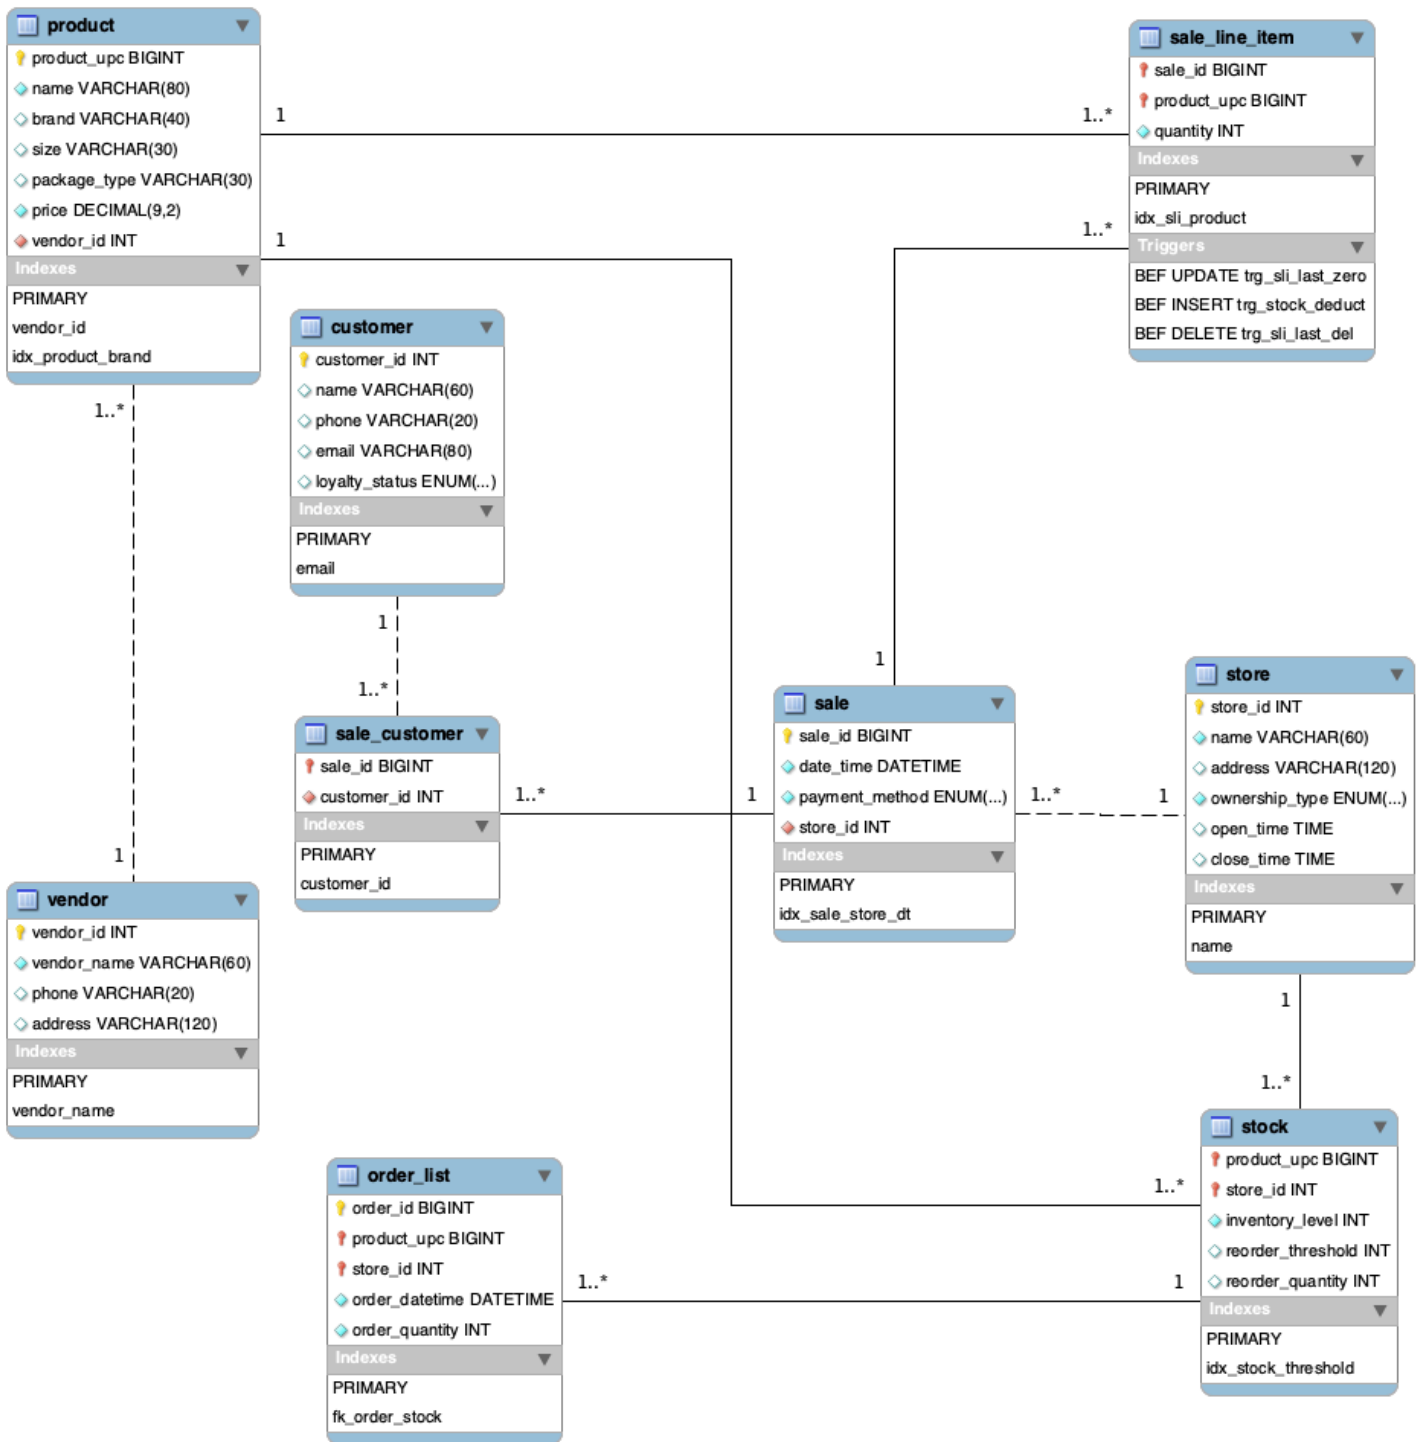 product
product_upc BIGINT
name VARCHAR(80)
brand VARCHAR(40)
size VARCHAR(30)
package_type VARCHAR(30)
price DECIMAL(9,2)
vendor_id INT
Indexes
PRIMARY
vendor_id
idx_product_brand
1
1..*
1
1..*
sale_line_item
sale_id BIGINT
product_upc BIGINT
quantity INT
Indexes
PRIMARY
idx_sli_product
Triggers
BEF UPDATE trg_sli_last_zero
BEF INSERT trg_stock_deduct
BEF DELETE trg_sli_last_del
customer
customer_id INT
name VARCHAR(60)
phone VARCHAR(20)
email VARCHAR(80)
loyalty_status ENUM(...)
Indexes
PRIMARY
email
1..*
1
1..*
1
sale_customer
sale_id BIGINT
customer_id INT
Indexes
PRIMARY
customer_id
1..*
1
sale
sale_id BIGINT
date_time DATETIME
payment_method ENUM(...)
store_id INT
Indexes
PRIMARY
idx_sale_store_dt
1..*
1
store
store_id INT
name VARCHAR(60)
address VARCHAR(120)
ownership_type ENUM(...)
open_time TIME
close_time TIME
Indexes
PRIMARY
name
1
vendor
vendor_id INT
vendor_name VARCHAR(60)
phone VARCHAR(20)
address VARCHAR(120)
Indexes
PRIMARY
vendor_name
1
1..*
stock
product_upc BIGINT
store_id INT
inventory_level INT
reorder_threshold INT
reorder_quantity INT
Indexes
PRIMARY
idx_stock_threshold
1..*
order_list
order_id BIGINT
product_upc BIGINT
store_id INT
order_datetime DATETIME
order_quantity INT
Indexes
PRIMARY
fk_order_stock
1..*
1